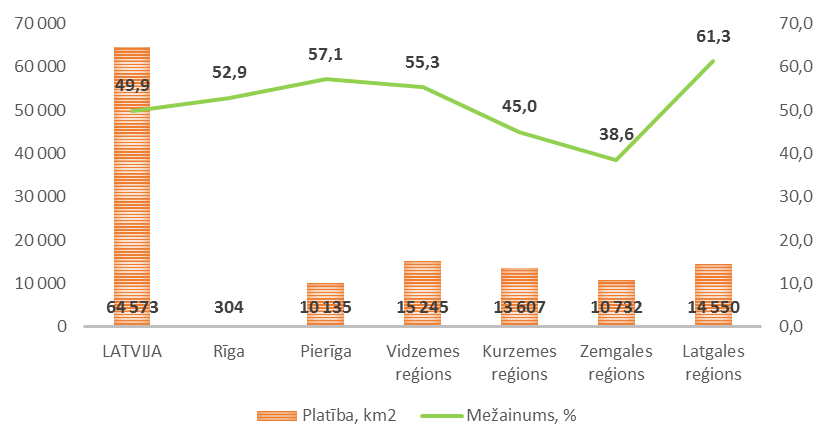 70 000
60 000
50 000
40 000
30 000
20 000
10 000
0
70,0
60,0
50,0
40,0
30,0
20,0
10,0
0,0
49,9
52,9
57,1
55,3
45,0
38,6
61,3
64 573
304
10 135
15 245
13 607
10 732
14 550
LATVIJA
Rīga
Pierīga
Vidzemes
reģions
Kurzemes
reģions
Zemgales
reģions
Latgales
reģions
Platība, km2
Mežainums, %